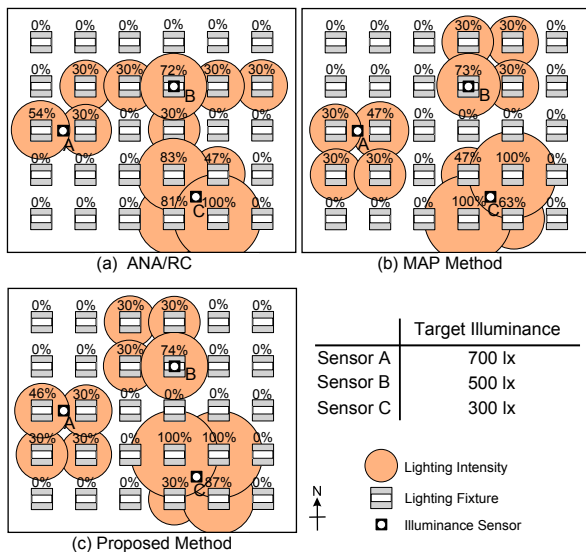 0% 0% 0% 0% 0% 0%
0% 30% 30% 72% 30% 30%
B
54% 30% 0% 30% 0% 0%
A
0% 0% 0% 83% 47% 0%
0% 0% 0% 81% 100% 0%
C
(a) ANA/RC
0% 0% 0% 30% 30% 0%
0% 0% 0% 73% 30% 0%
B
30% 47% 0% 0% 0% 0%
A
30% 30% 0% 47% 100% 0%
0% 0% 0% 100% 63% 0%
C
(b) MAP Method
0% 0% 30% 30% 0% 0%
0% 0% 30% 74% 0% 0%
B
46% 30% 0% 0% 0% 0%
A
30% 30% 0% 100% 100% 0%
0% 0% 0% 30% 87% 0%
C
(c) Proposed Method
Target Illuminance
Sensor A 700 lx
Sensor B 500 lx
Sensor C 300 lx
Lighting Intensity
Lighting Fixture
Illuminance Sensor
N